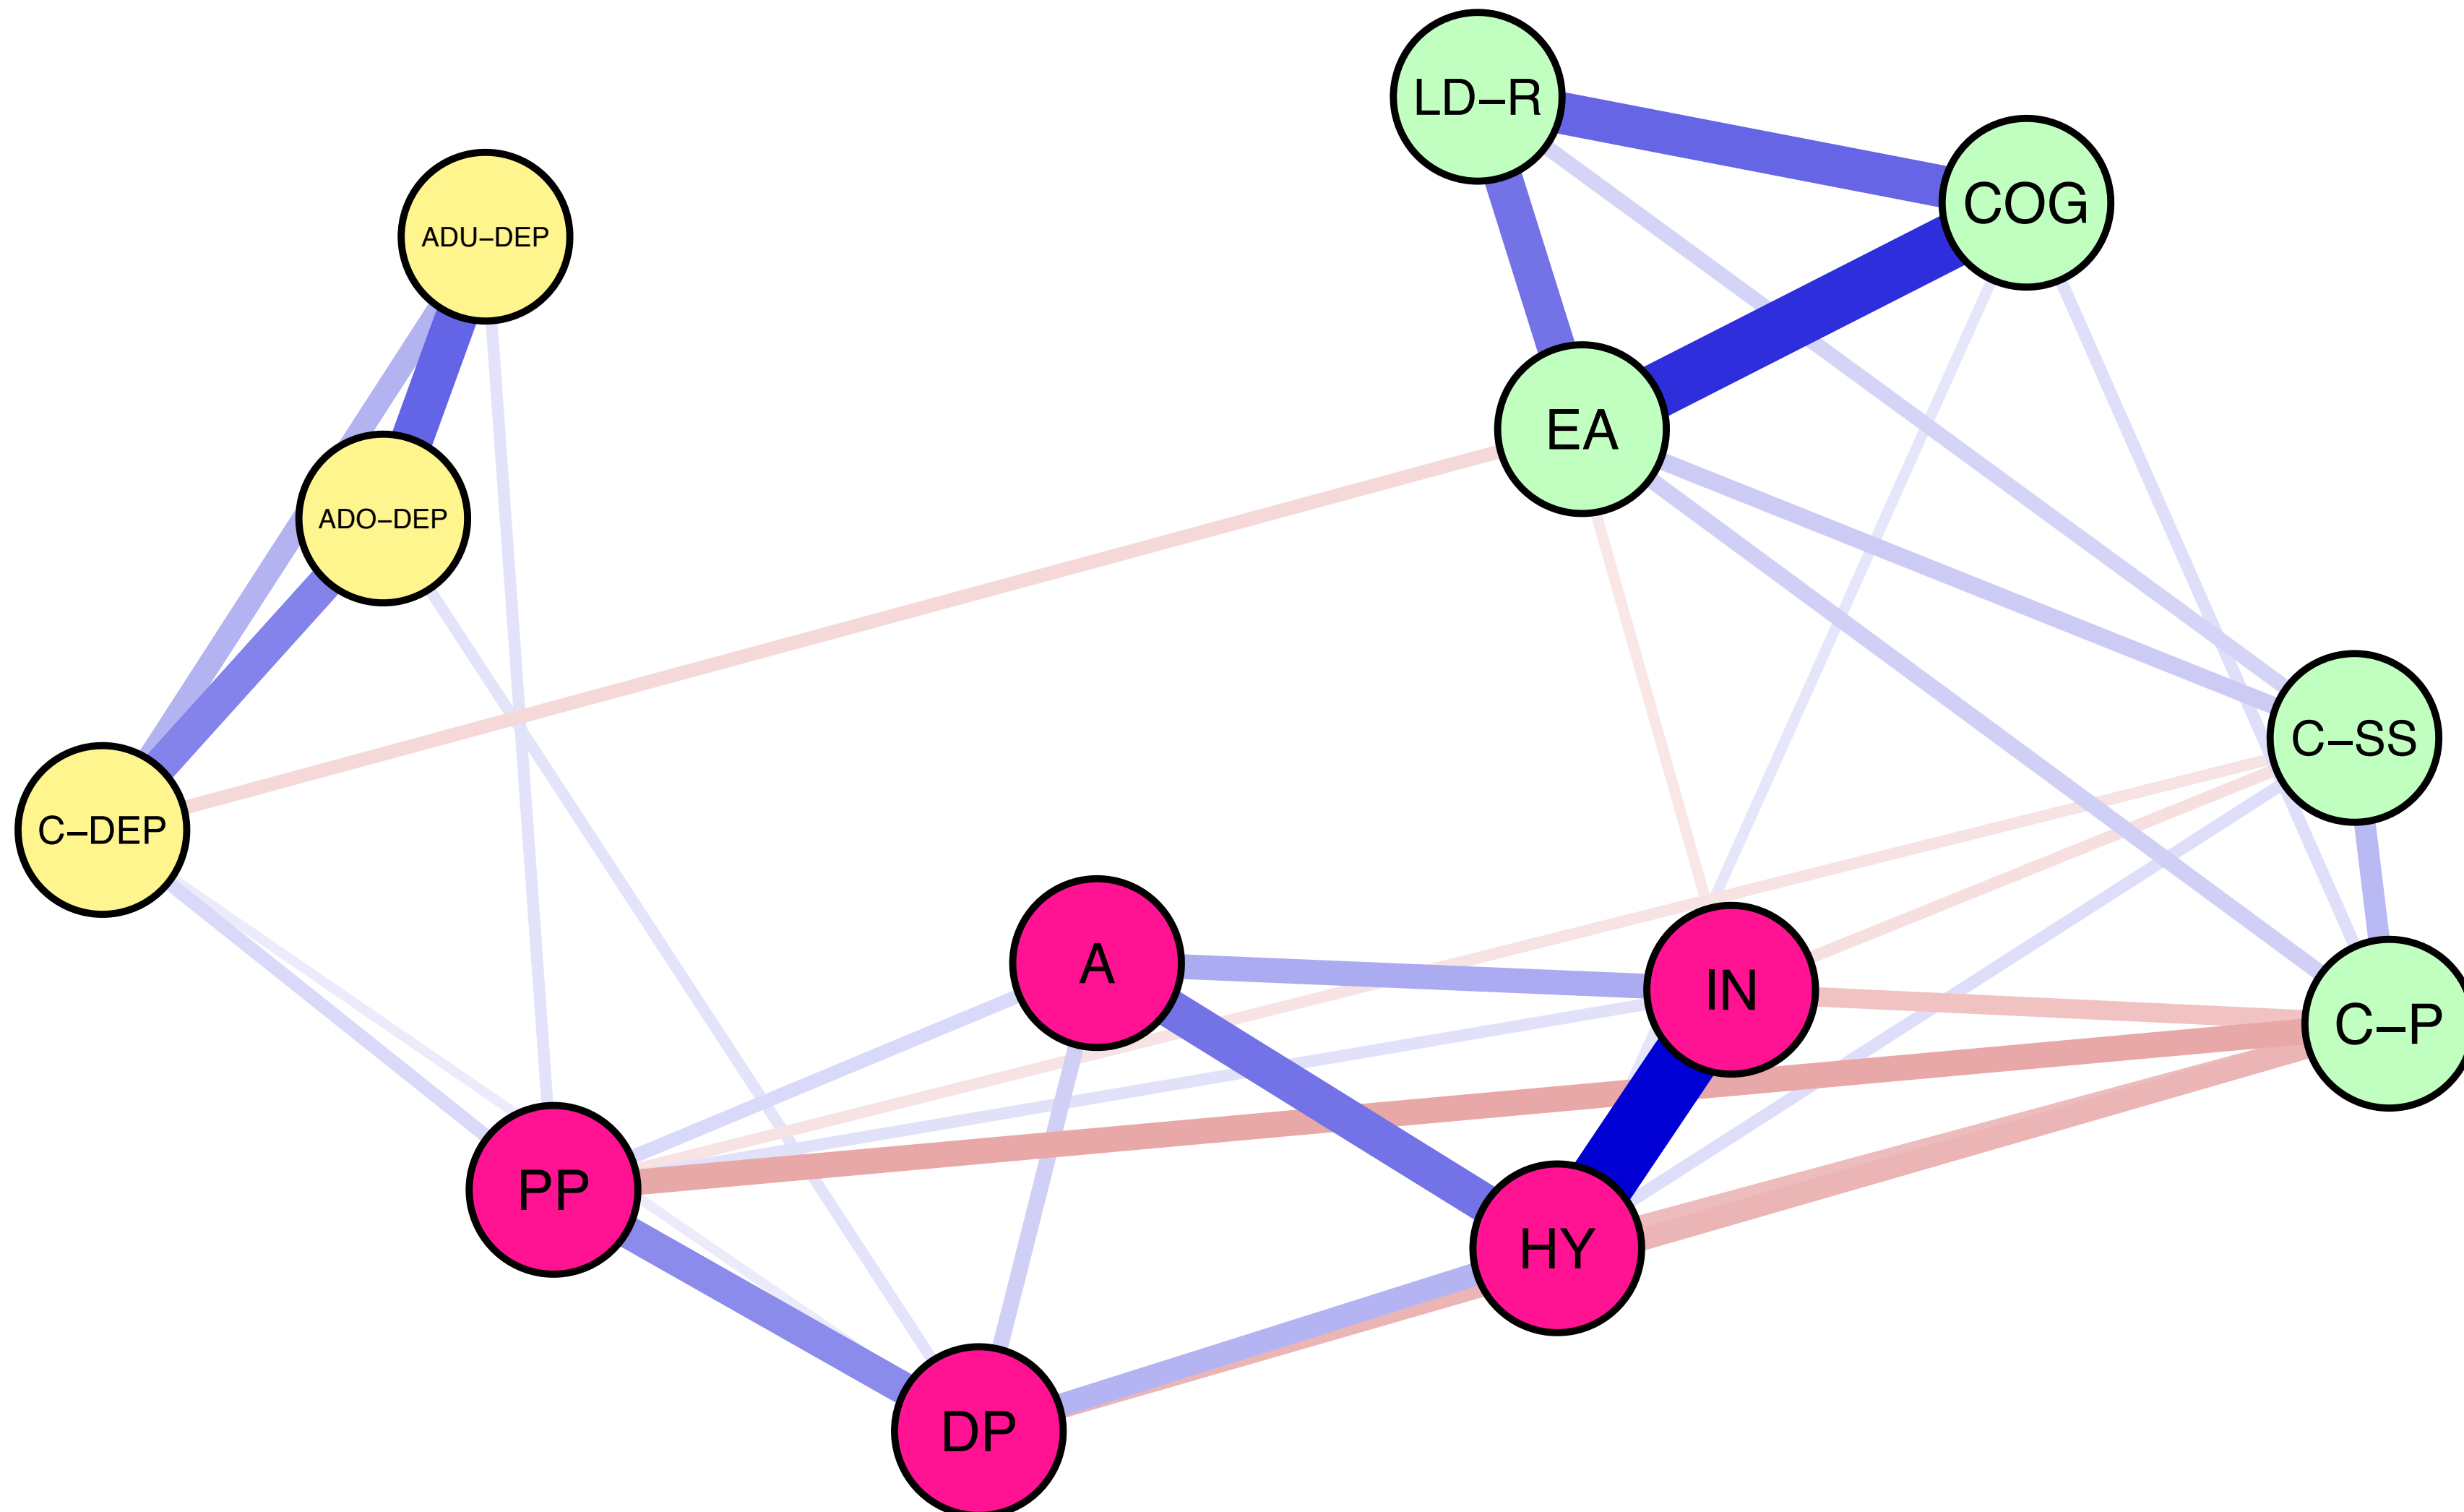 LD–R
COG
ADU–DEP
EA
ADO–DEP
C–SS
C–DEP
A
IN
C–P
PP
HY
DP